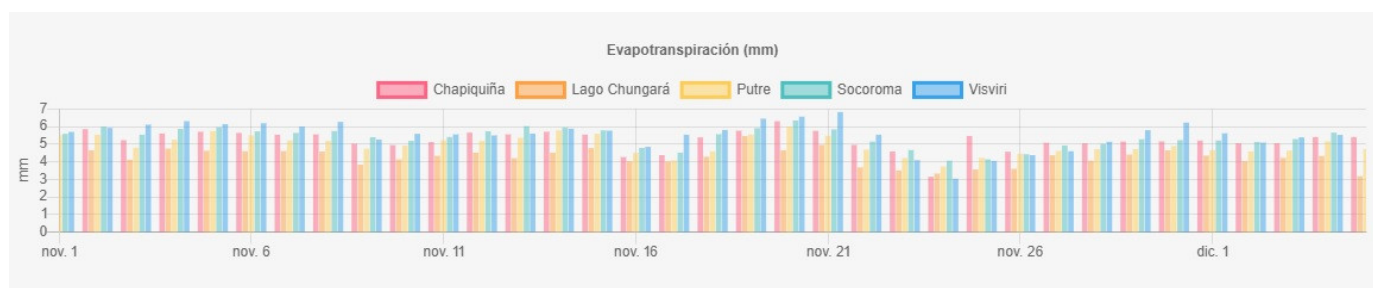 Evapotranspiración (mm)
Chapiquiña Lago Chungará Putre Socoroma Visviri
7
6
5
4
3
2
1
0
mm
nov. 1 nov. 6 nov. 11 nov. 16 nov. 21 nov. 26 dic. 1